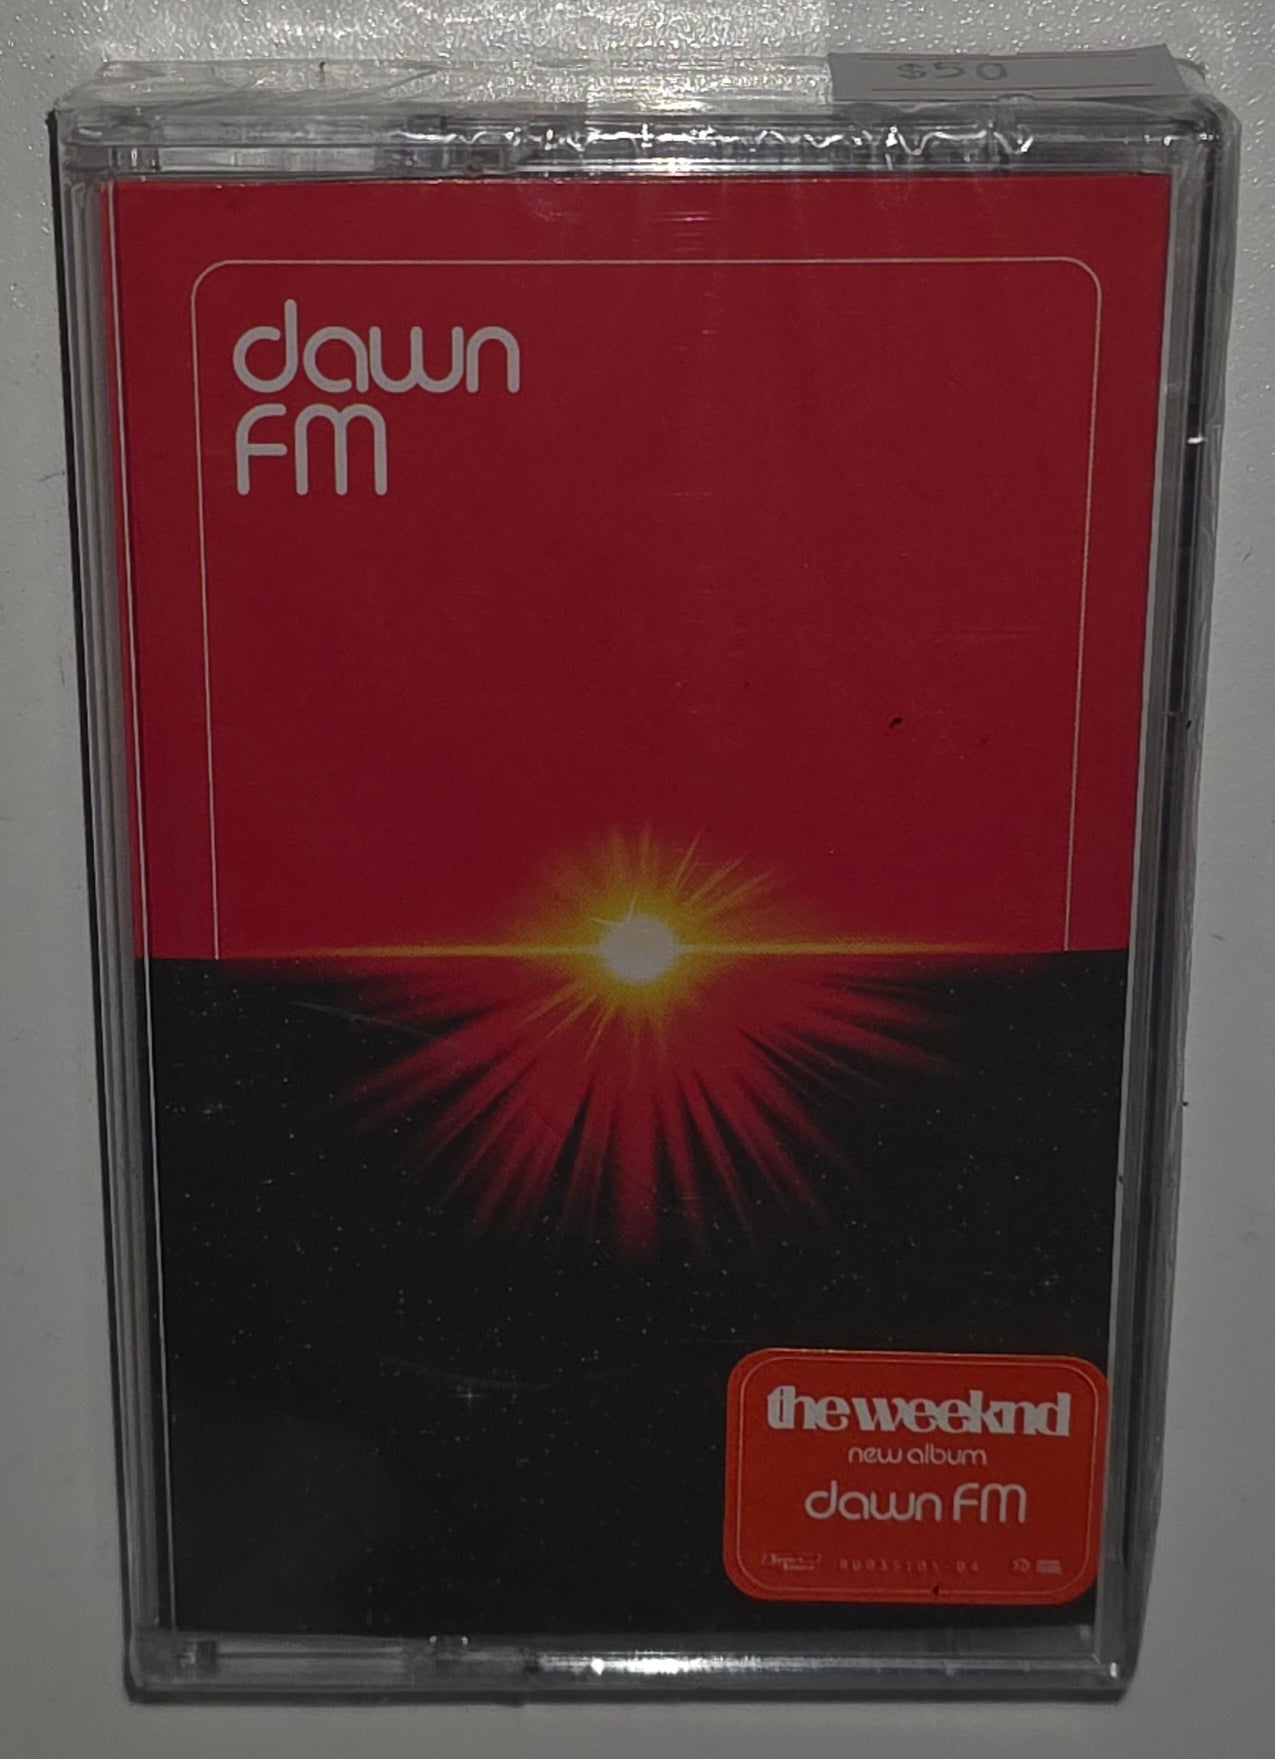 $50
dawn
FM
the weeknd
new album
dawn FM